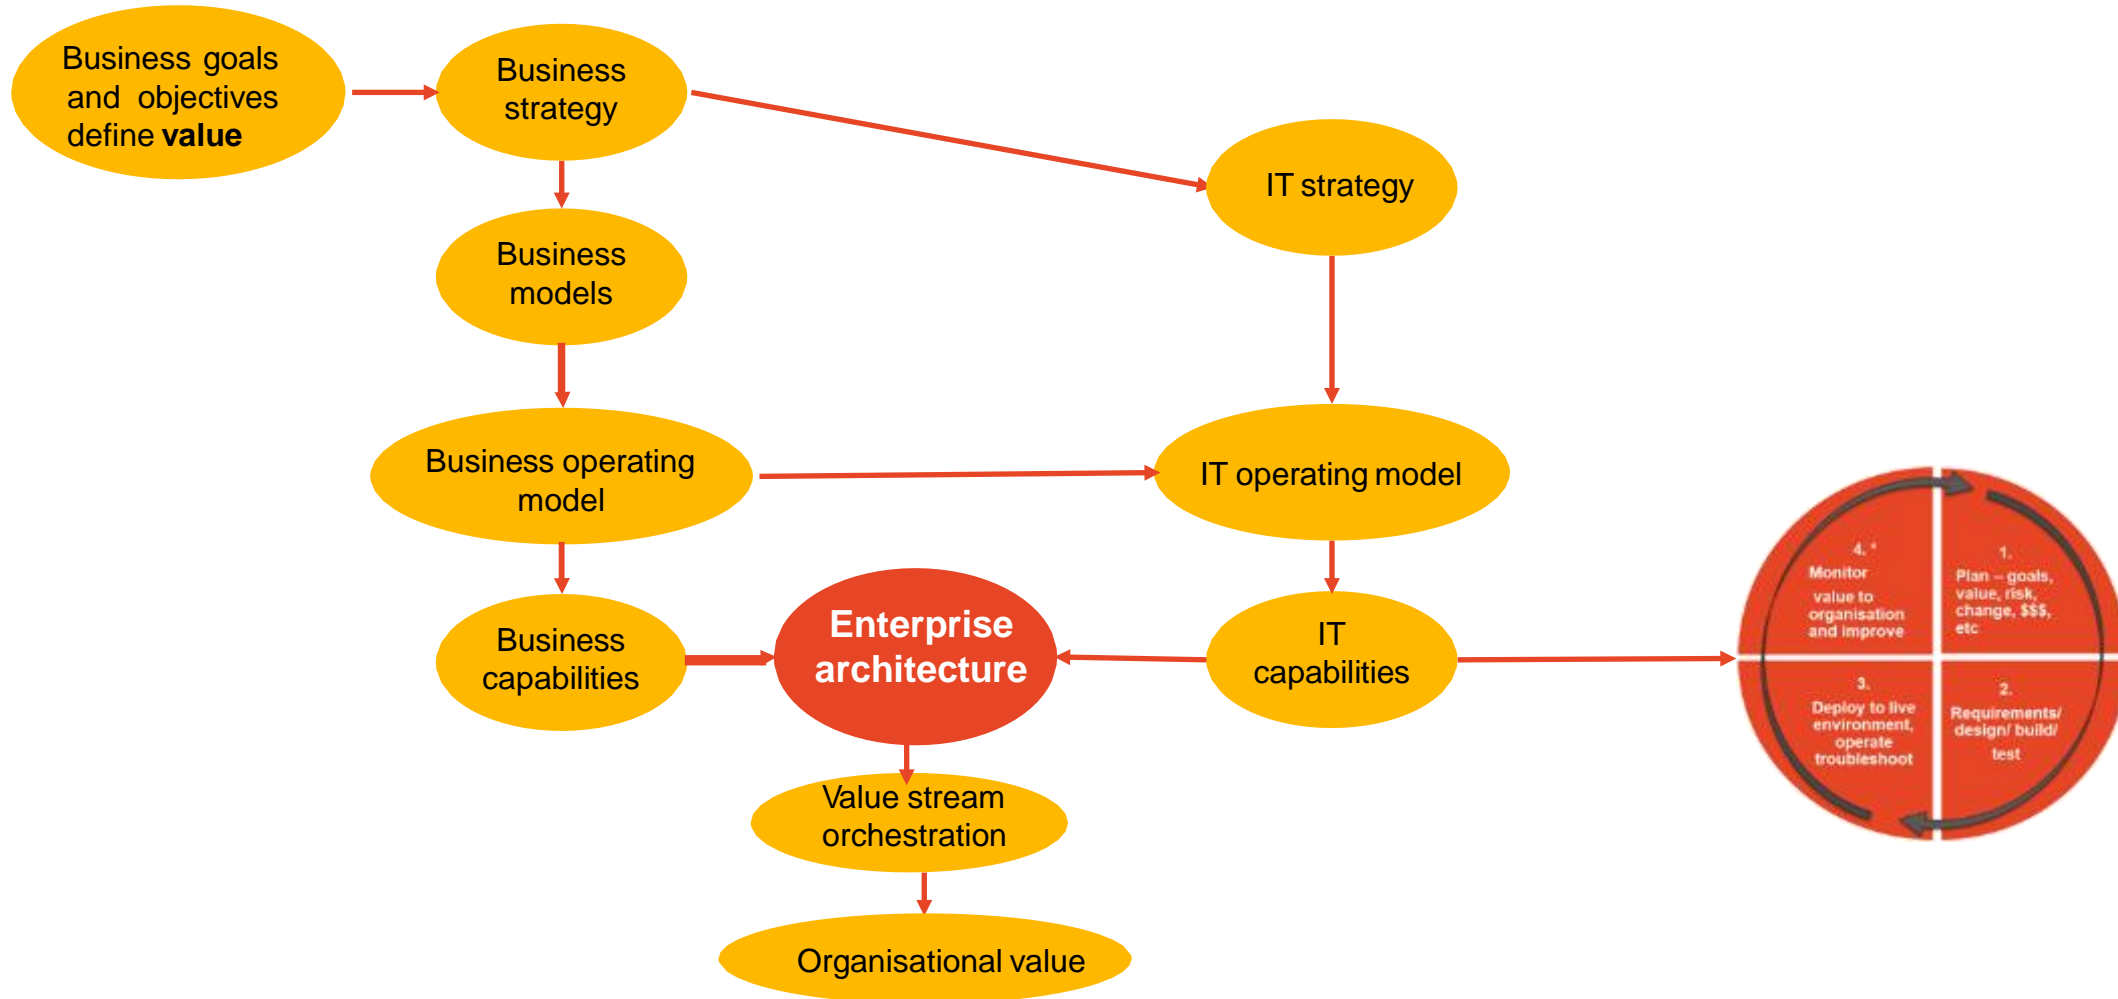 Business goals
and objectives
define value
Business
strategy
IT strategy
Business
models
Business operating
model
IT operating model
Business
capabilities
Enterprise
architecture
IT
capabilities
Value stream
orchestration
Organisational value
4. *
Monitor
value to
organisation
and improve
1.
Plan – goals,
value, risk,
change, $$$,
etc
3.
Deploy to live
environment,
operate
troubleshoot
2.
Requirements/
design/ build/
test